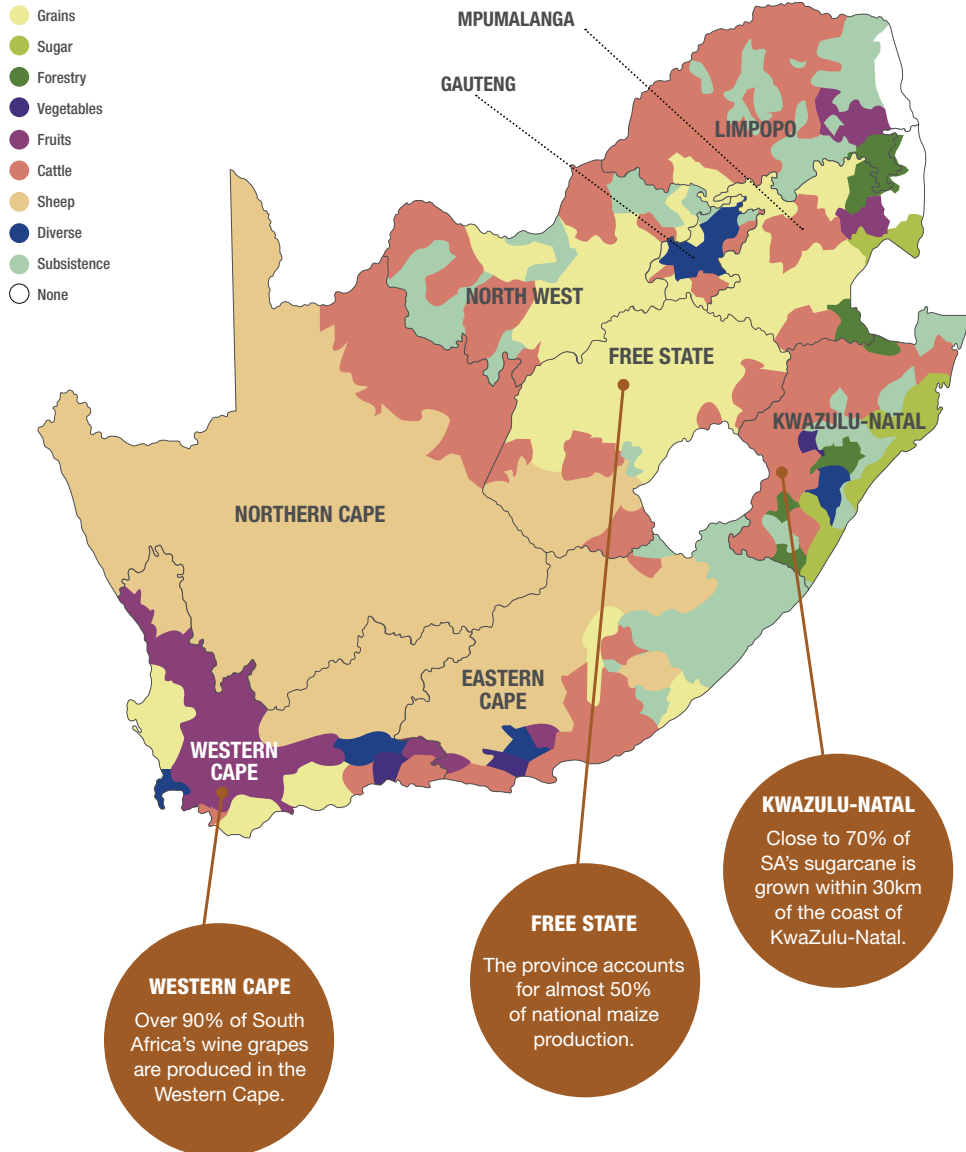 Grains
Sugar
Forestry
Vegetables
Fruits
Cattle
Sheep
Diverse
Subsistence
None
MPUMALANGA
GAUTENG
LIMPOPO
NORTH WEST
FREE STATE
KWAZULU-NATAL
NORTHERN CAPE
EASTERN
CAPE
WESTERN
CAPE
KWAZULU-NATAL
Close to 70% of
SA’s sugarcane is
grown within 30km
of the coast of
KwaZulu-Natal.
FREE STATE
The province accounts
for almost 50%
of national maize
production.
WESTERN CAPE
Over 90% of South
Africa’s wine grapes
are produced in the
Western Cape.